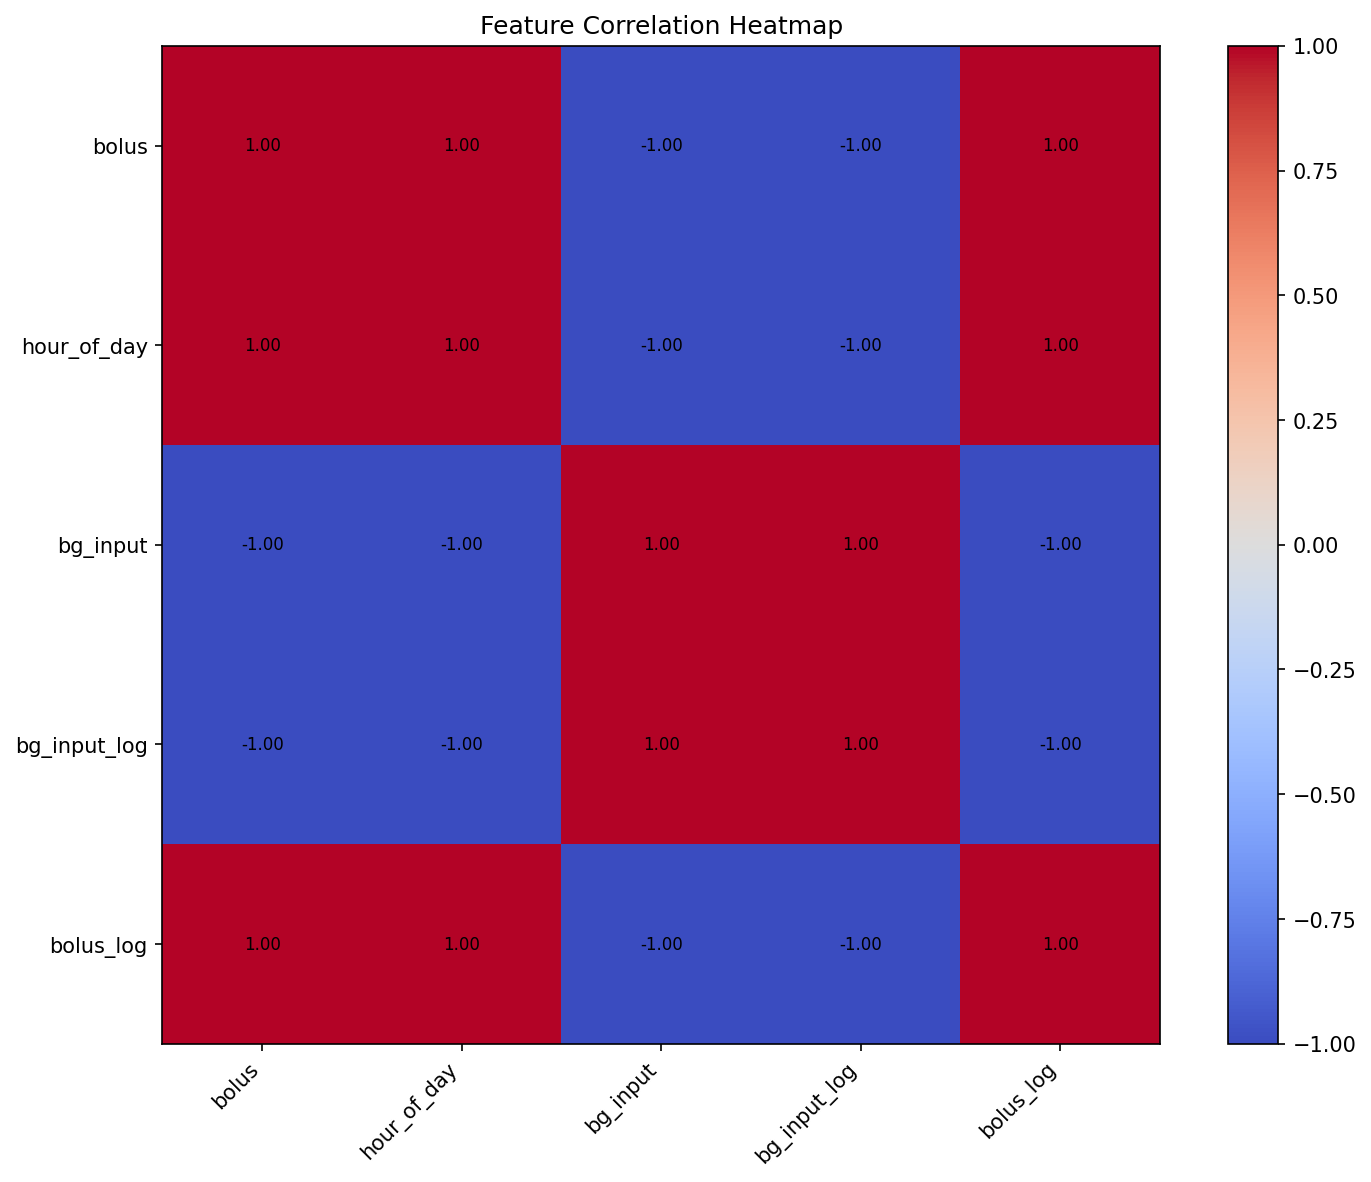 Feature Correlation Heatmap
bolus 1.00 1.00 -1.00 -1.00 1.00
hour_of_day 1.00 1.00 -1.00 -1.00 1.00
bg_input -1.00 -1.00 1.00 1.00 -1.00
bg_input_log -1.00 -1.00 1.00 1.00 -1.00
bolus_log 1.00 1.00 -1.00 -1.00 1.00
bolus hour_of_day bg_input bg_input_log bolus_log
1.00
0.75
0.50
0.25
0.00
−0.25
−0.50
−0.75
−1.00